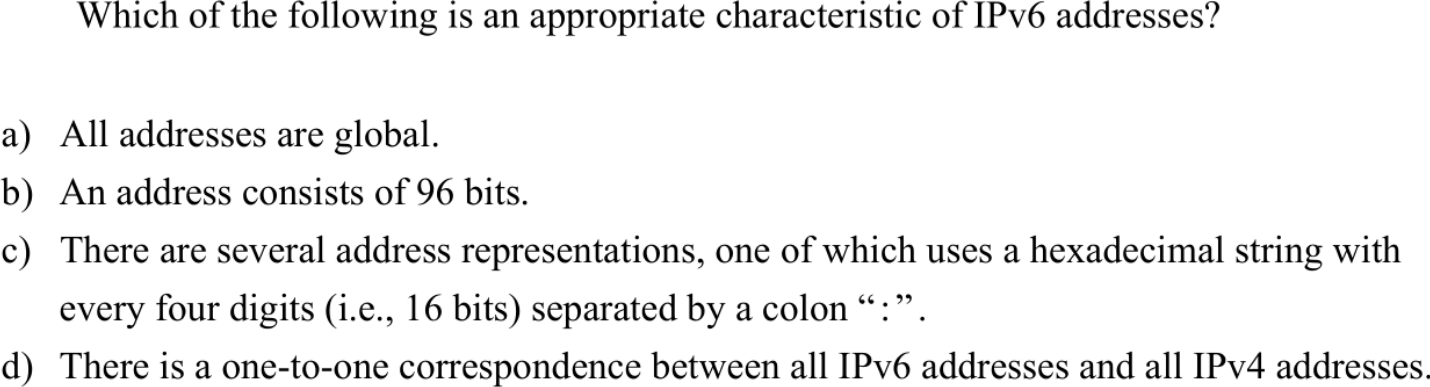 Which of the following is an appropriate characteristic of IPv6 addresses?
a) All addresses are global.
b) An address consists of 96 bits.
c) There are several address representations, one of which uses a hexadecimal string with
every four digits (i.e., 16 bits) separated by a colon “:”.
d) There is a one-to-one correspondence between all IPv6 addresses and all IPv4 addresses.